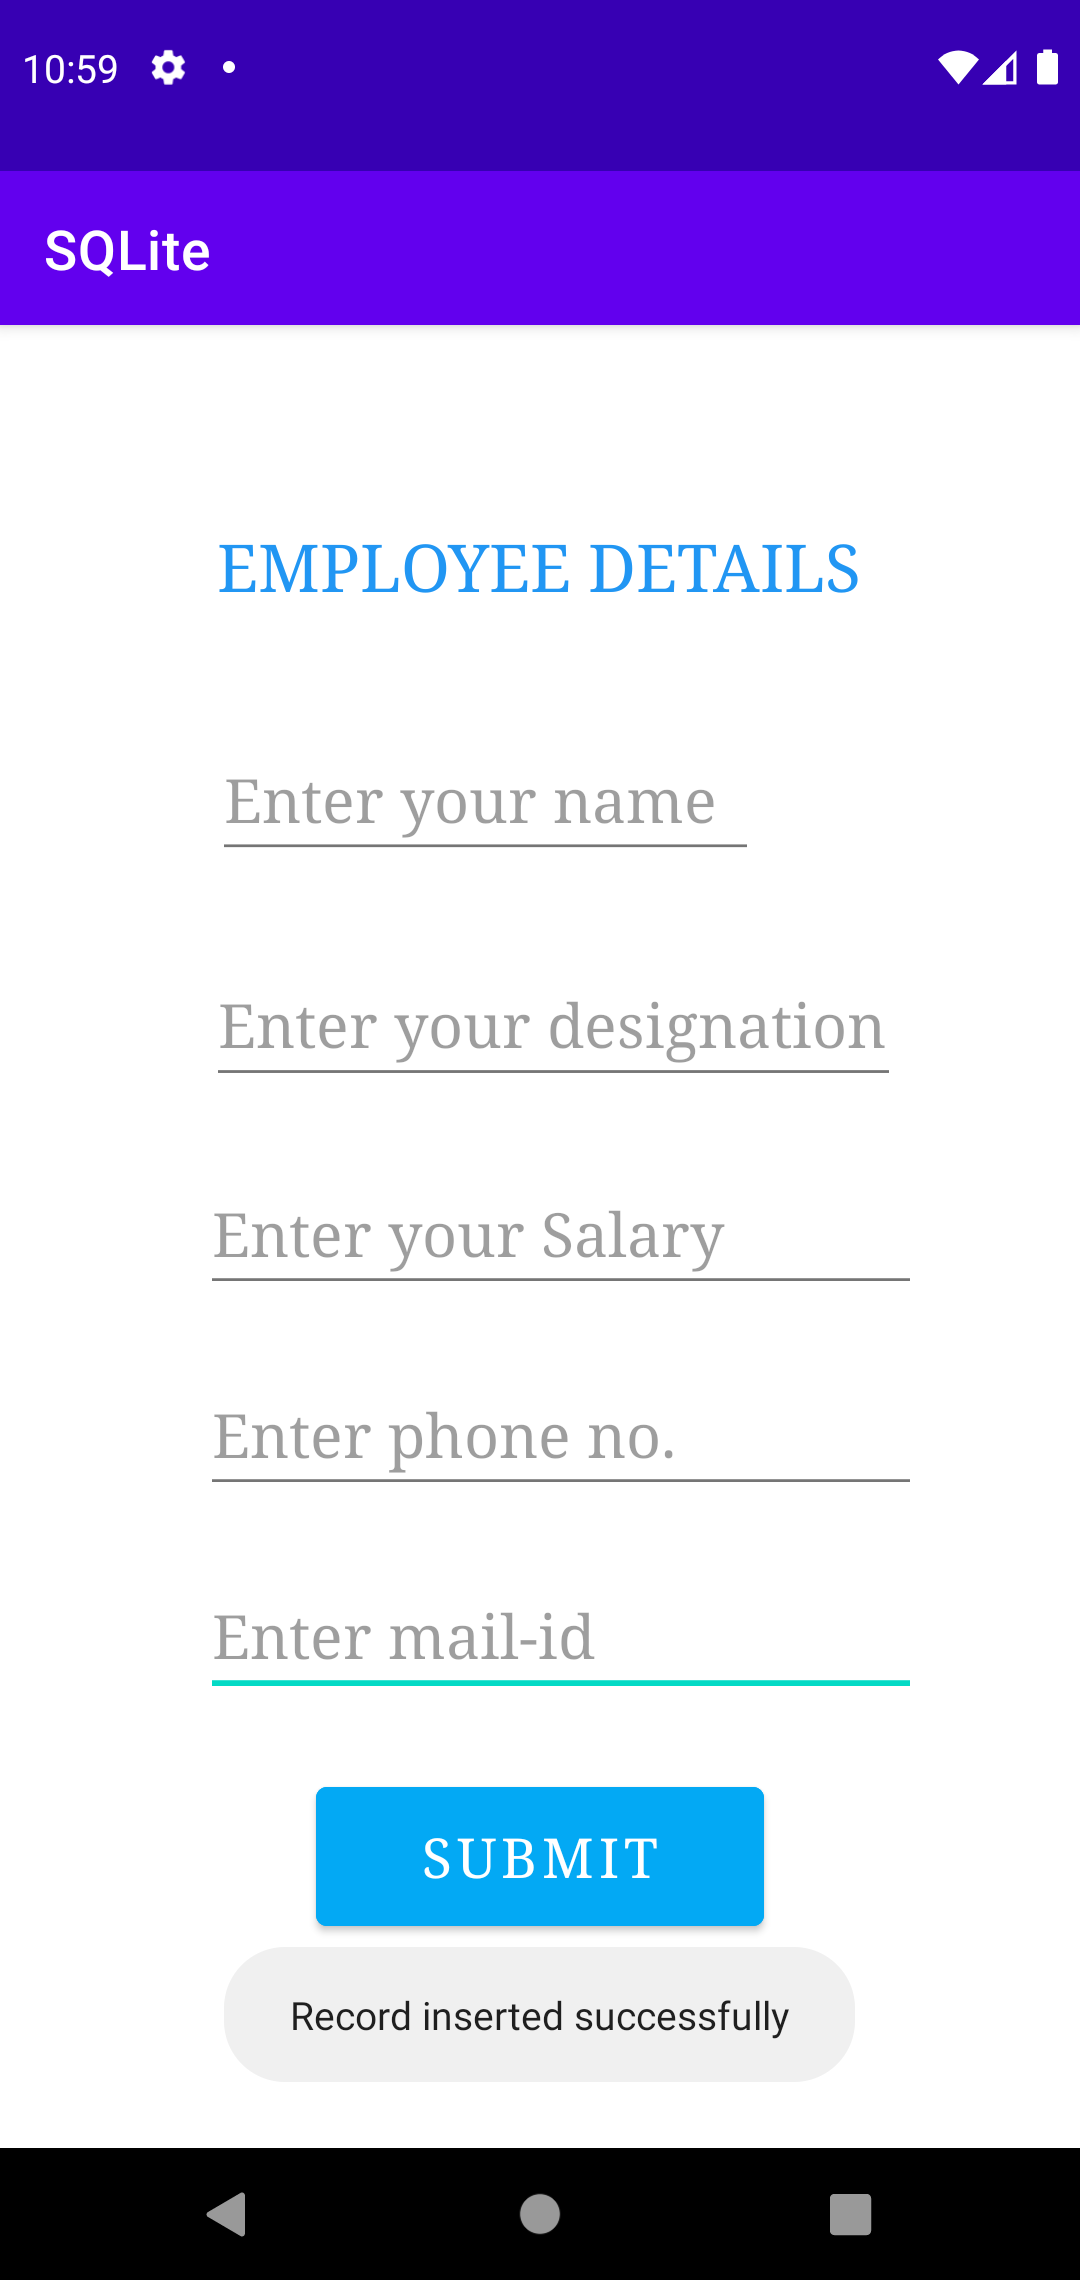 10:59
SQLite
EMPLOYEE DETAILS
Enter your name
Enter your designation
Enter your Salary
Enter phone no.
Enter mail-id
SUBMIT
Record inserted successfully